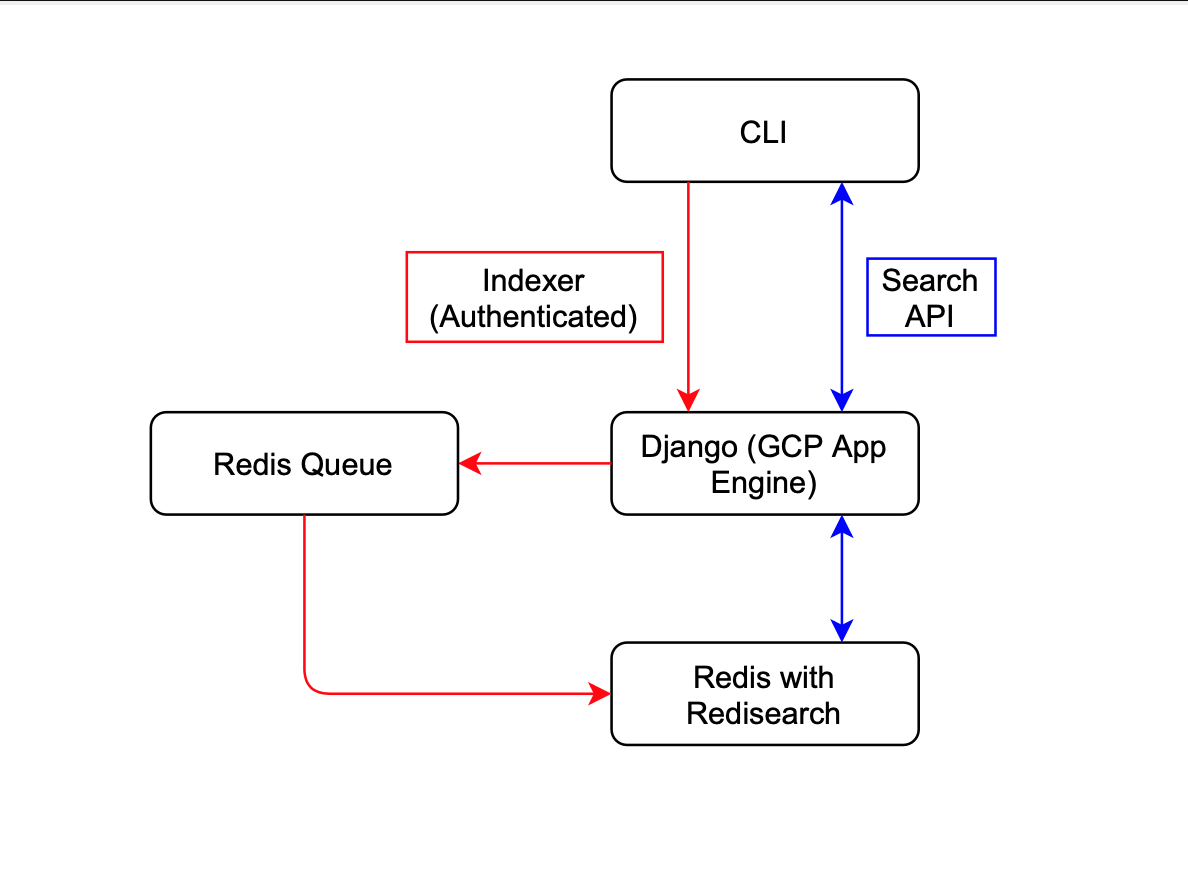 CLI
Indexer
(Authenticated)
Search
API
Redis Queue
Django (GCP App
Engine)
Redis with
Redisearch